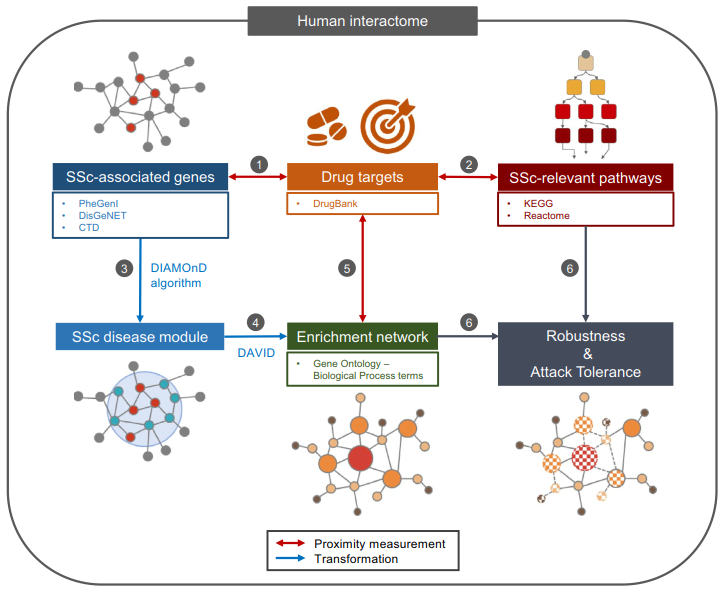 Human interactome
1
2
SSc-associated genes
Drug targets
SSc-relevant pathways
• PheGenI
• DisGeNET
• CTD
• DrugBank
• KEGG
• Reactome
3
DIAMOnD
algorithm
5
6
4
6
SSc disease module
DAVID
Enrichment network
Robustness
&
Attack Tolerance
• Gene Ontology –
Biological Process terms
Proximity measurement
Transformation